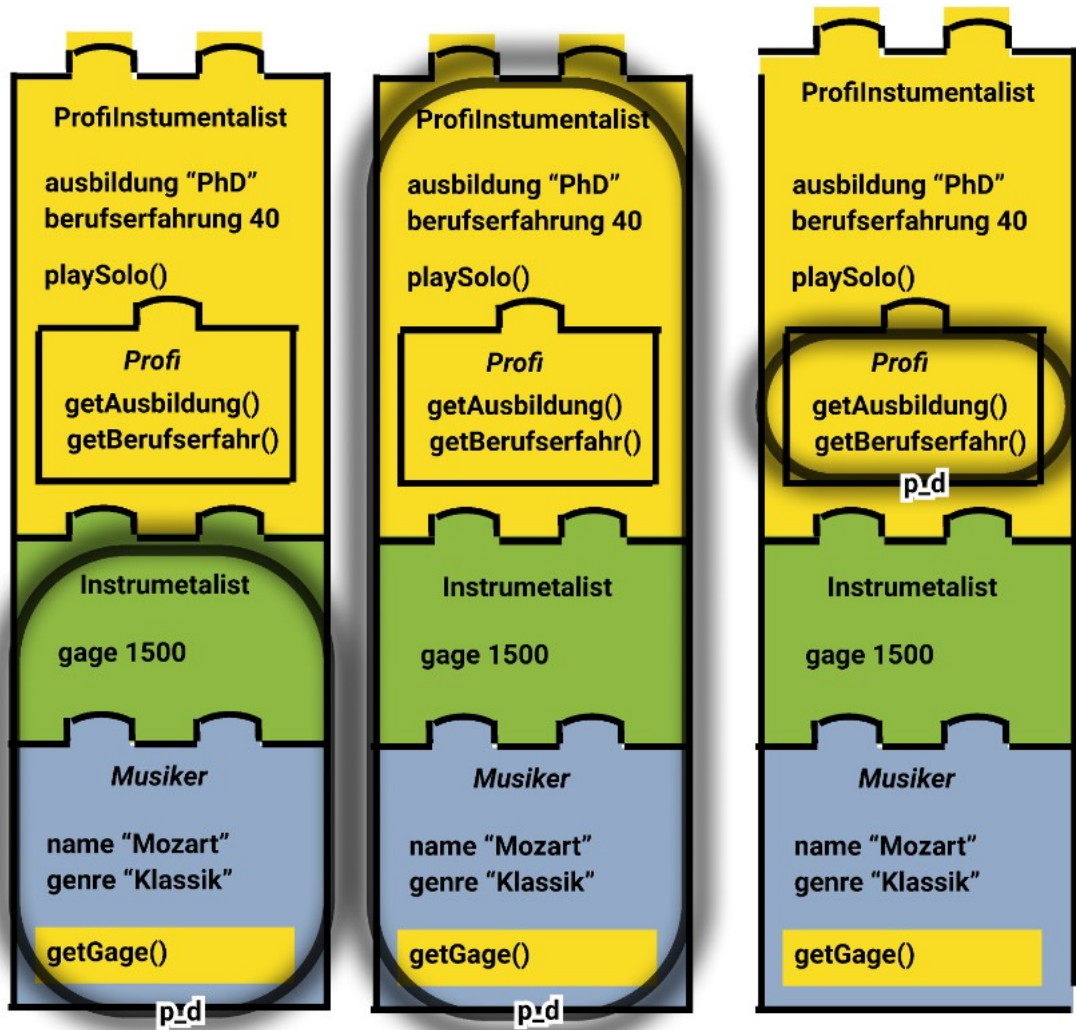 ProfiInstumentalist
ausbildung “PhD”
berufserfahrung 40
playSolo()
Profi
getAusbildung()
getBerufserfahr()
Instrumetalist
gage 1500
Musiker
name “Mozart”
genre “Klassik”
getGage()
p_d
ProfiInstumentalist
ausbildung “PhD”
berufserfahrung 40
playSolo()
Profi
getAusbildung()
getBerufserfahr()
Instrumetalist
gage 1500
Musiker
name “Mozart”
genre “Klassik”
getGage()
p_d
ProfiInstumentalist
ausbildung “PhD”
berufserfahrung 40
playSolo()
Profi
getAusbildung()
getBerufserfahr()
p_d
Instrumetalist
gage 1500
Musiker
name “Mozart”
genre “Klassik”
getGage()